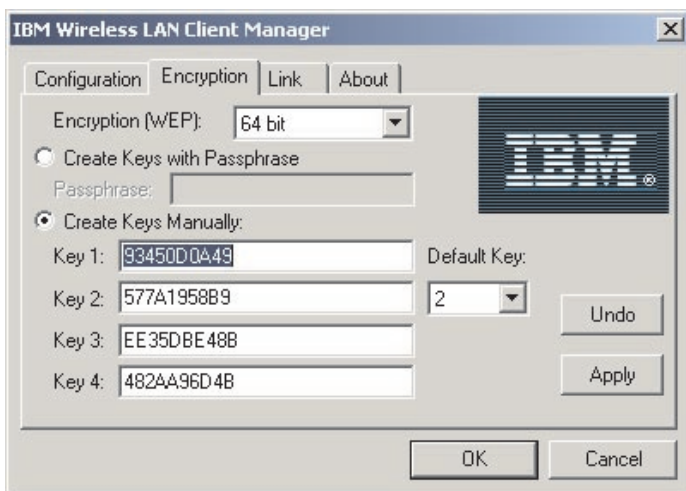 IBM Wireless LAN Client Manager
Configuration Encryption Link About
Encryption (WEP): 64 bit
IBM®
Create Keys with Passphrase
Passphrase:
Create Keys Manually:
Key 1: 93450D0A49
Default Key:
Key 2: 577A1958B9
2
Undo
Key 3: EE35DBE48B
Key 4: 482AA96D4B
Apply
OK Cancel